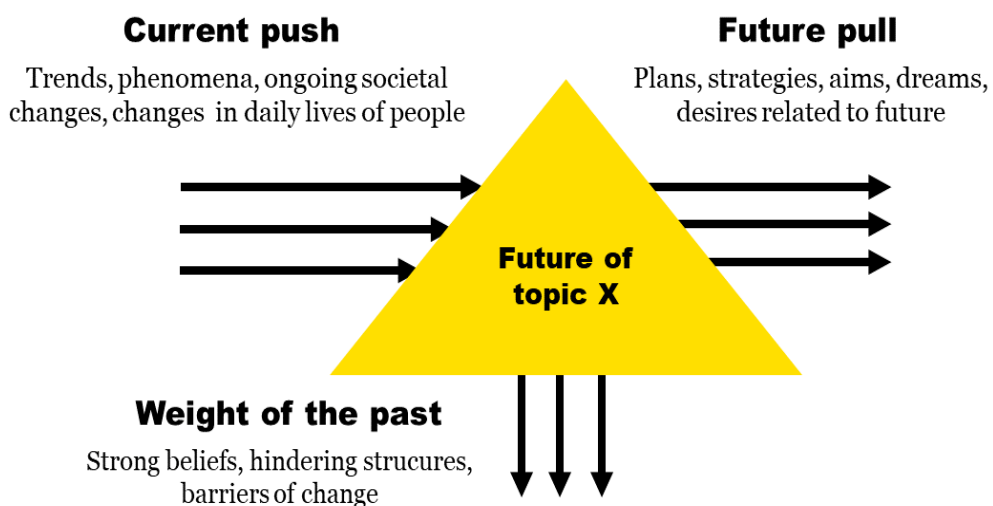 Current push
Trends, phenomena, ongoing societal
changes, changes in daily lives of people
Future pull
Plans, strategies, aims, dreams,
desires related to future
Future of
topic X
Weight of the past
Strong beliefs, hindering strucures,
barriers of change